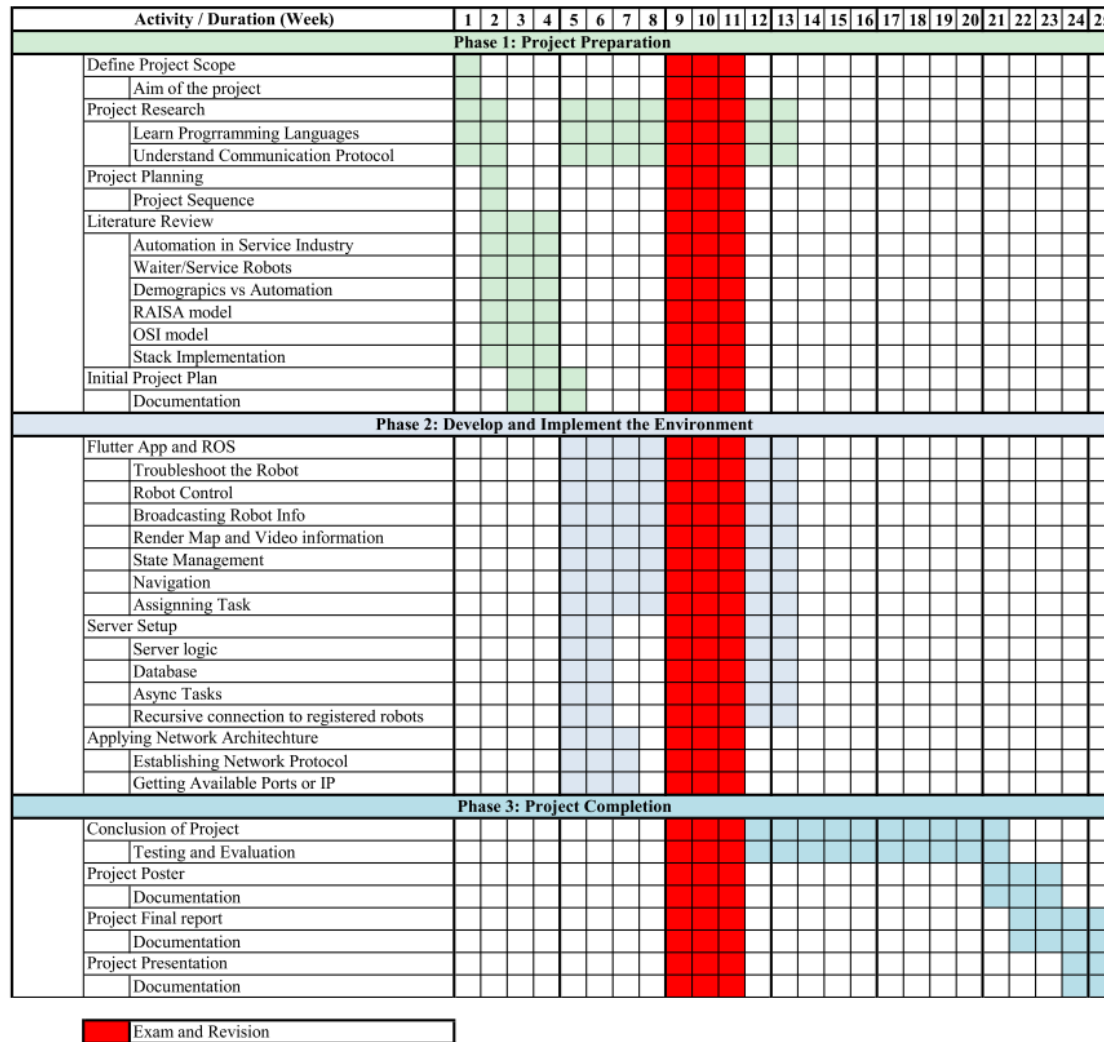 Activity / Duration (Week) 1 2 3 4 5 6 7 8 9 10 11 12 13 14 15 16 17 18 19 20 21 22 23 24
Phase 1: Project Preparation
Define Project Scope
Aim of the project
Project Research
Learn Progrramming Languages
Understand Communication Protocol
Project Planning
Project Sequence
Literature Review
Automation in Service Industry
Waiter/Service Robots
Demograpics vs Automation
RAISA model
OSI model
Stack Implementation
Initial Project Plan
Documentation
Phase 2: Develop and Implement the Environment
Flutter App and ROS
Troubleshoot the Robot
Robot Control
Broadcasting Robot Info
Render Map and Video information
State Management
Navigation
Assignning Task
Server Setup
Server logic
Database
Async Tasks
Recursive connection to registered robots
Applying Network Architechture
Establishing Network Protocol
Getting Available Ports or IP
Phase 3: Project Completion
Conclusion of Project
Testing and Evaluation
Project Poster
Documentation
Project Final report
Documentation
Project Presentation
Documentation
Exam and Revision